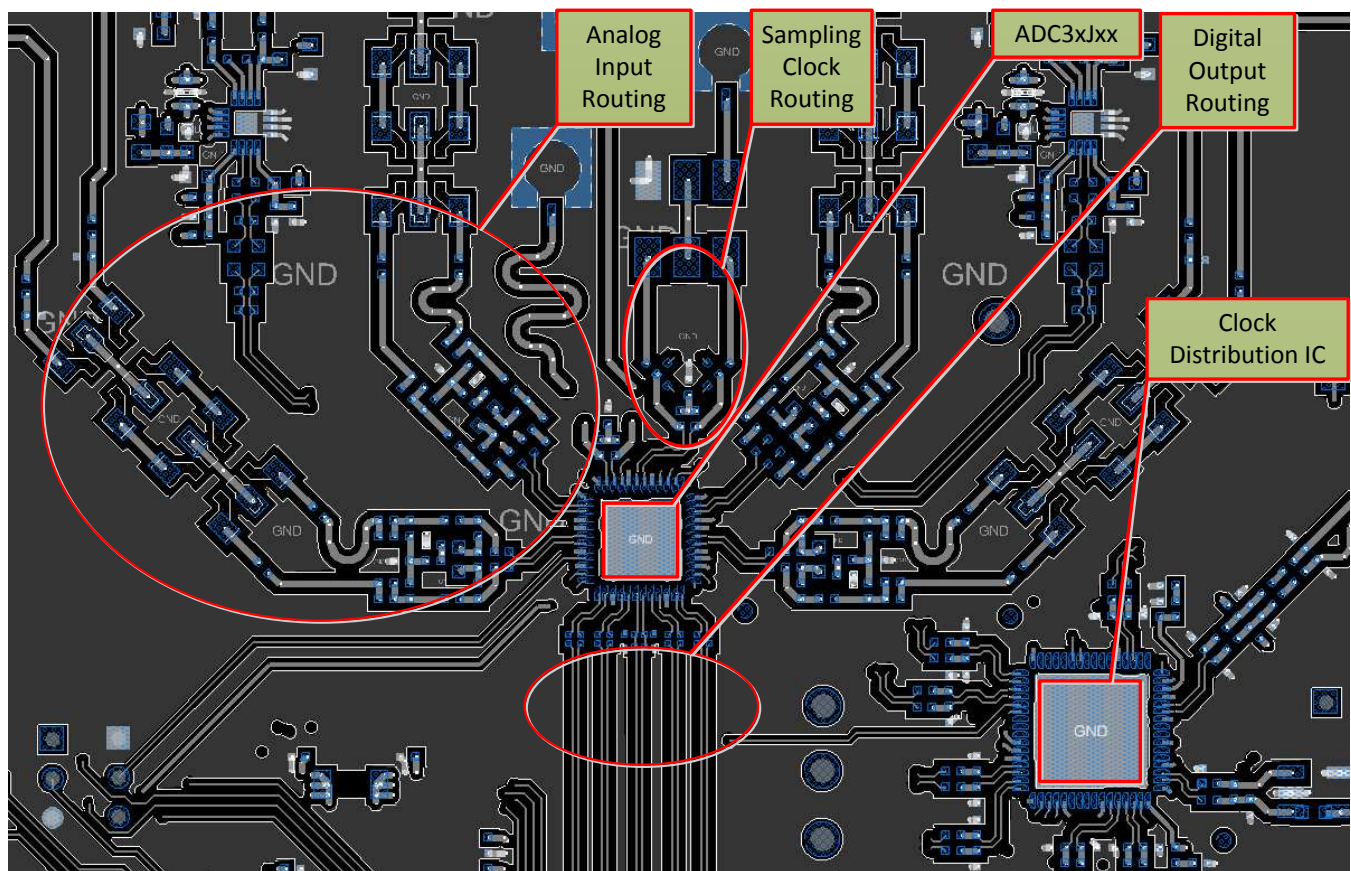 ND
Analog
Input
Routing
Sampling
Clock
Routing
ADC3xJxx
Digital
Output
Routing
GND
GND
GND
GND
GND
GND
Clock
Distribution IC
GND
GND
GND
GND
GND
GND